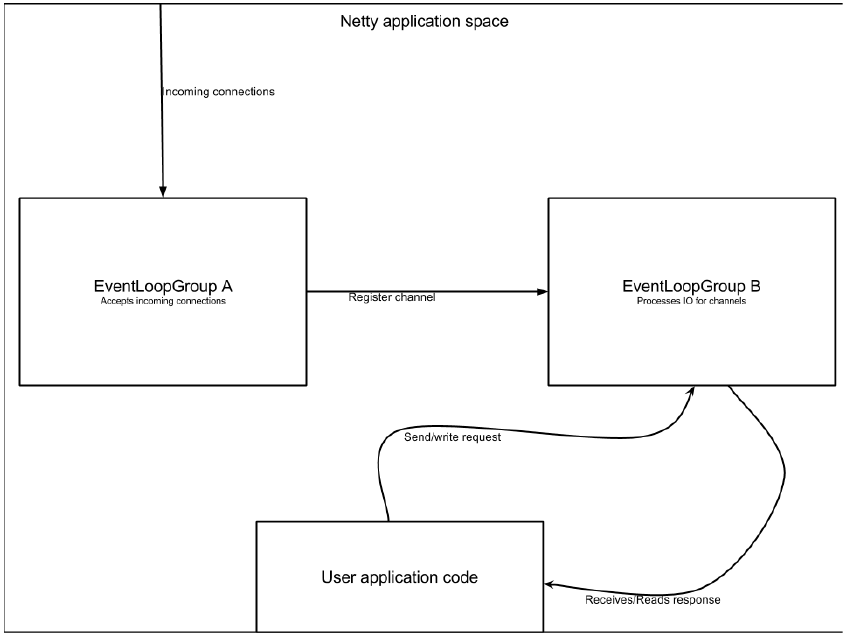 Netty application space
Incoming connections
EventLoopGroup A
Accepts incoming connections
Register channel
EventLoopGroup B
Processes IO for channels
Send/write request
User application code
Receives/Reads response